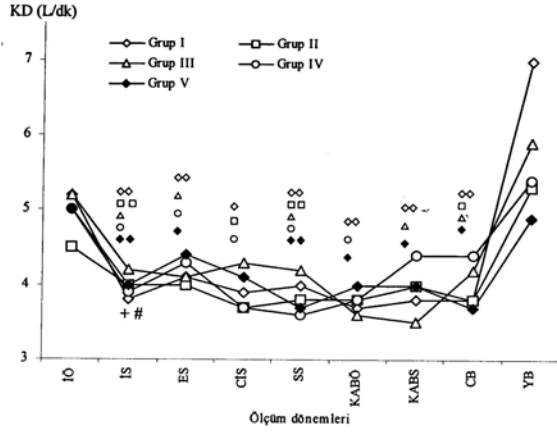 KD (L/dk)
Grup I Grup II
Grup III Grup IV
Grup V
7
6
5
4
3
+ #
İÖ İS ES CİS SS KABÖ KABS CB YB
Ölçüm dönemleri